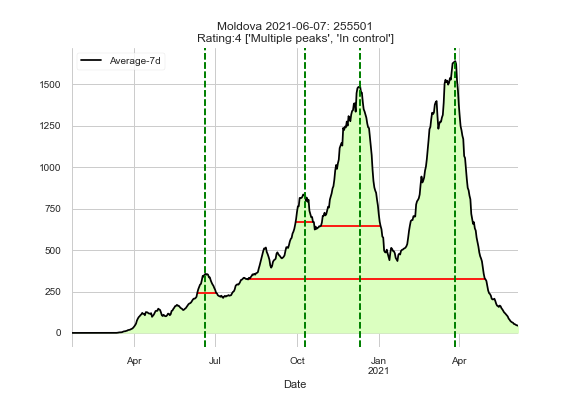 Moldova 2021-06-07: 255501
Rating:4 ['Multiple peaks', 'In control']
Average-7d
1500
1250
1000
750
500
250
0
Apr
Jul
Oct
Jan
2021
Apr
Date